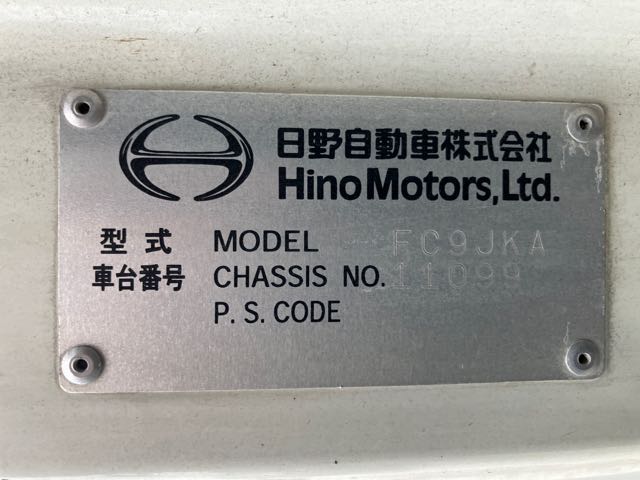 日野自動車株式会社
Hino Motors, Ltd.
型式 MODEL FC9JKA
車台番号 CHASSIS NO. 11099
P. S. CODE